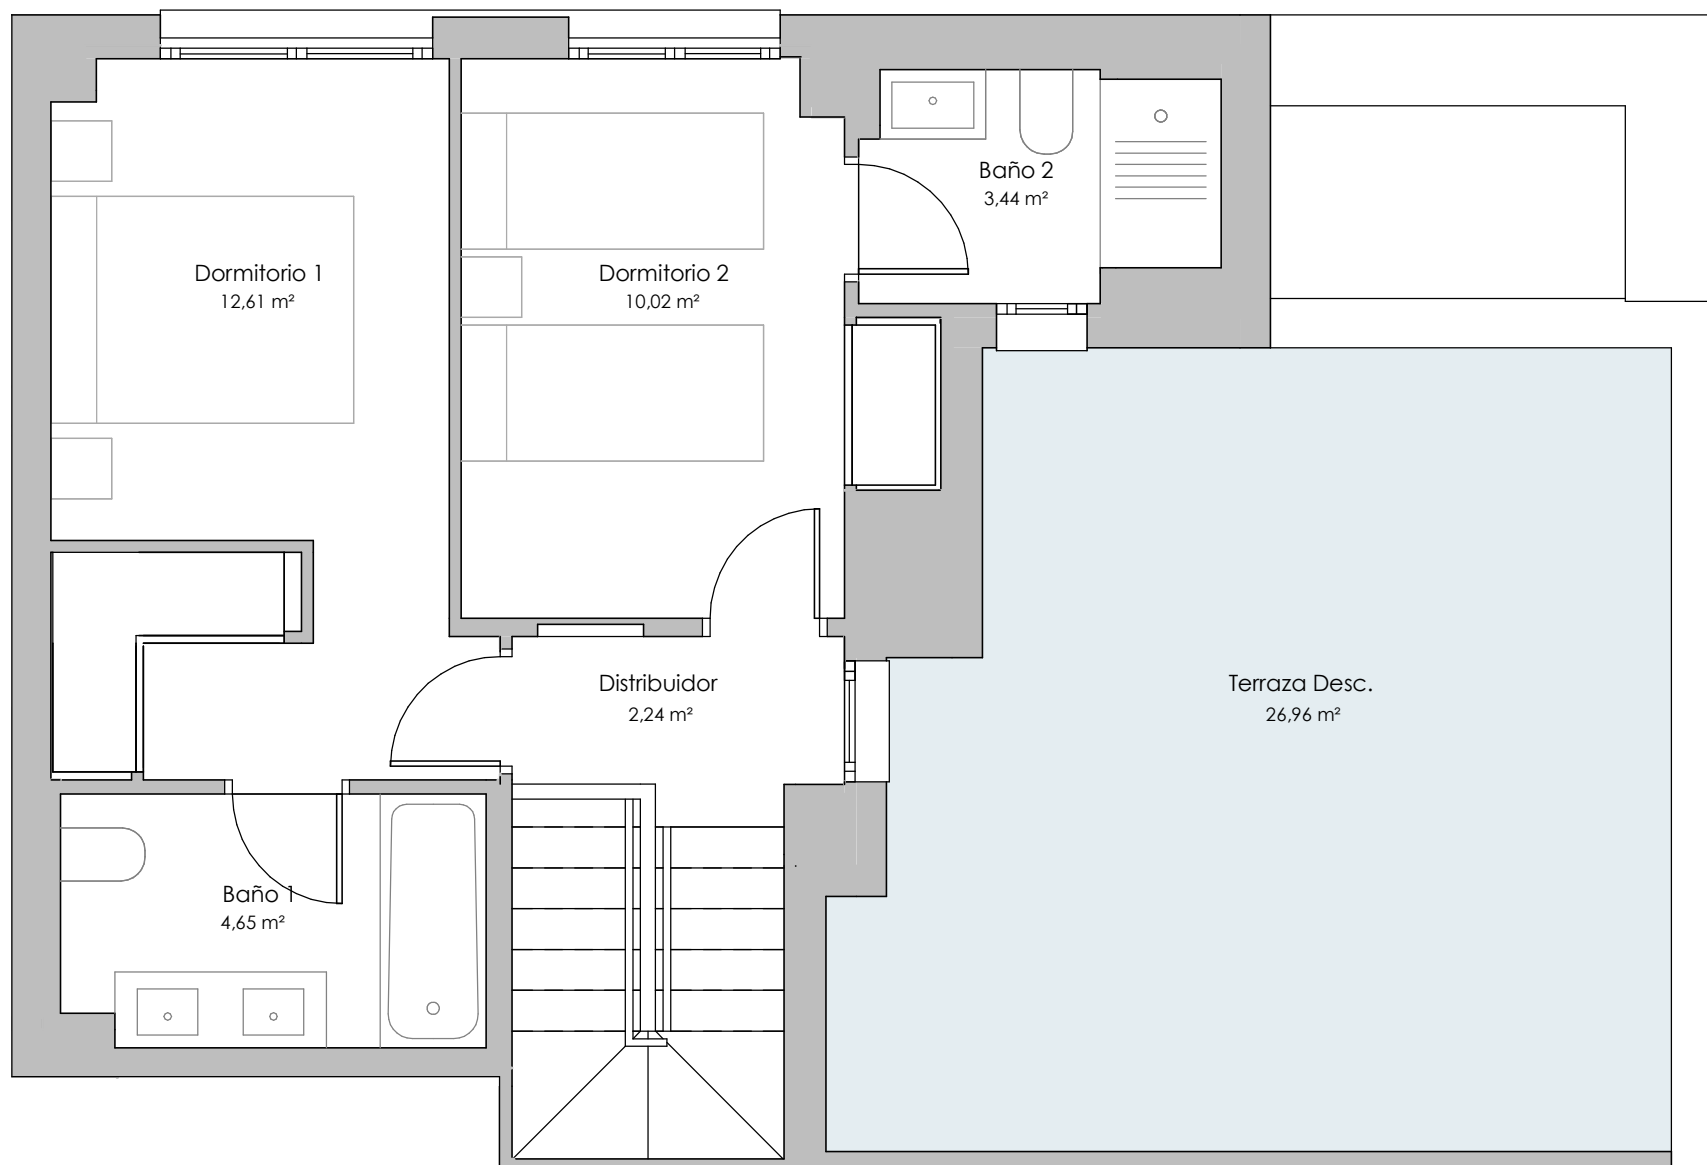 Baño 2
3,44 m²
Dormitorio 1
12,61 m²
Dormitorio 2
10,02 m²
Distribuidor
2,24 m²
Terraza Desc.
26,96 m²
Baño 1
4,65 m²